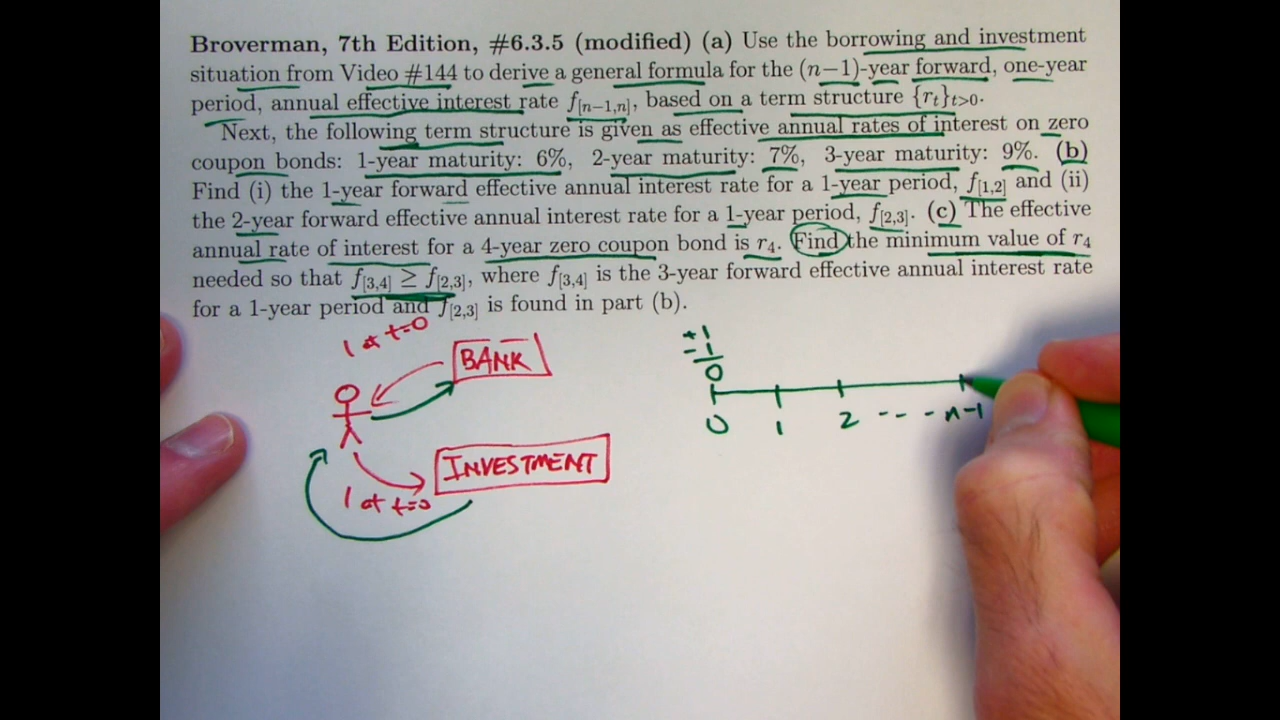 Broverman, 7th Edition, #6.3.5 (modified) (a) Use the borrowing and investment
situation from Video #144 to derive a general formula for the (n−1)-year forward, one-year
period, annual effective interest rate f[n−1,n], based on a term structure {rt}t>0.
Next, the following term structure is given as effective annual rates of interest on zero
coupon bonds: 1-year maturity: 6%, 2-year maturity: 7%, 3-year maturity: 9%. (b)
Find (i) the 1-year forward effective annual interest rate for a 1-year period, f[1,2] and (ii)
the 2-year forward effective annual interest rate for a 1-year period, f[2,3]. (c) The effective
annual rate of interest for a 4-year zero coupon bond is r4. Find the minimum value of r4
needed so that f[3,4] ≥ f[2,3], where f[3,4] is the 3-year forward effective annual interest rate
for a 1-year period and f[2,3] is found in part (b).
1 at t=0
BANK
INVESTMENT
1 at t=0
+1
-1
0
0 1 2 - - - n-1